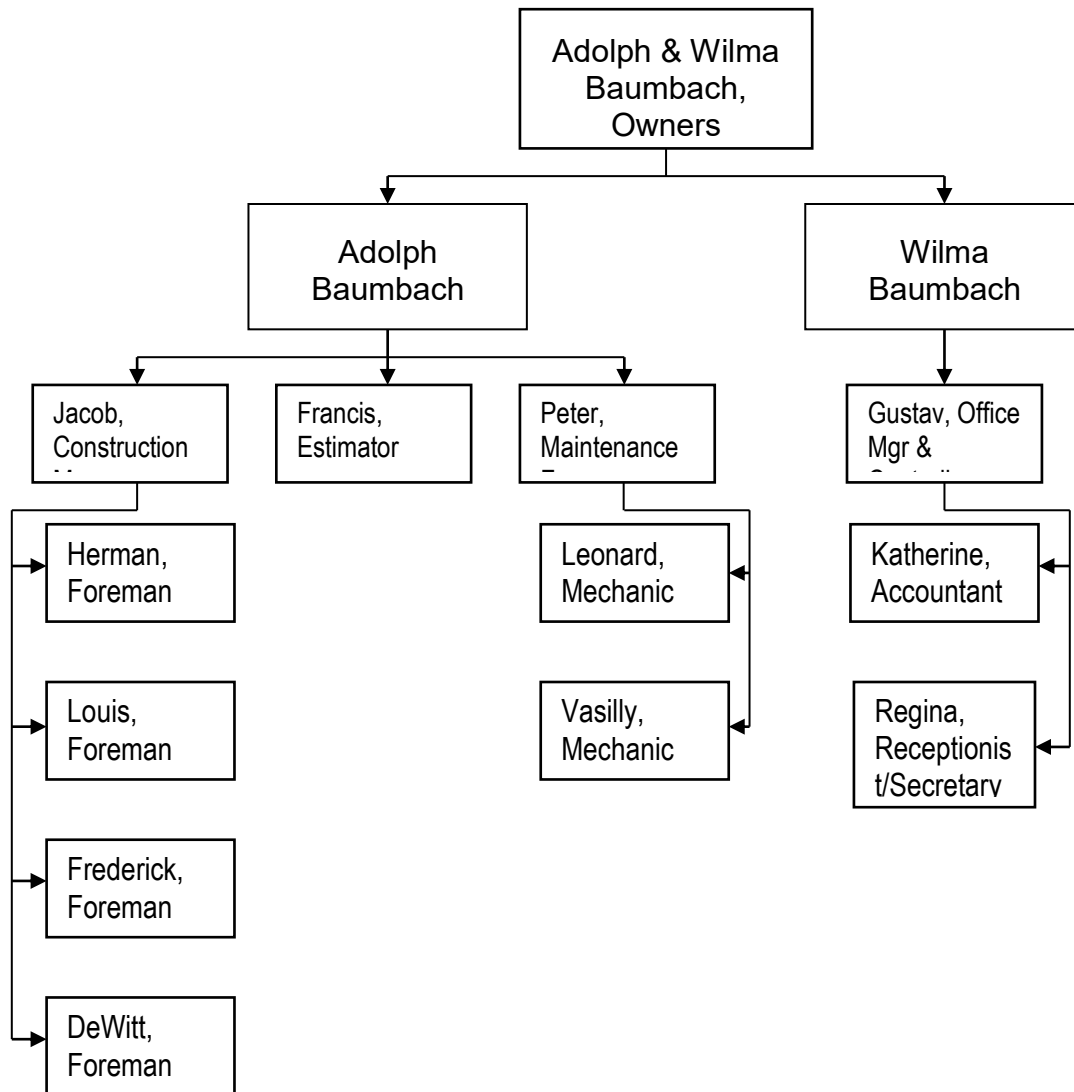 Adolph & Wilma
Baumbach,
Owners
Adolph
Baumbach
Wilma
Baumbach
Jacob,
Construction
Francis,
Estimator
Peter,
Maintenance
Gustav, Office
Mgr &
Herman,
Foreman
Leonard,
Mechanic
Katherine,
Accountant
Louis,
Foreman
Vasilly,
Mechanic
Regina,
Receptionis
t/Secretary
Frederick,
Foreman
DeWitt,
Foreman